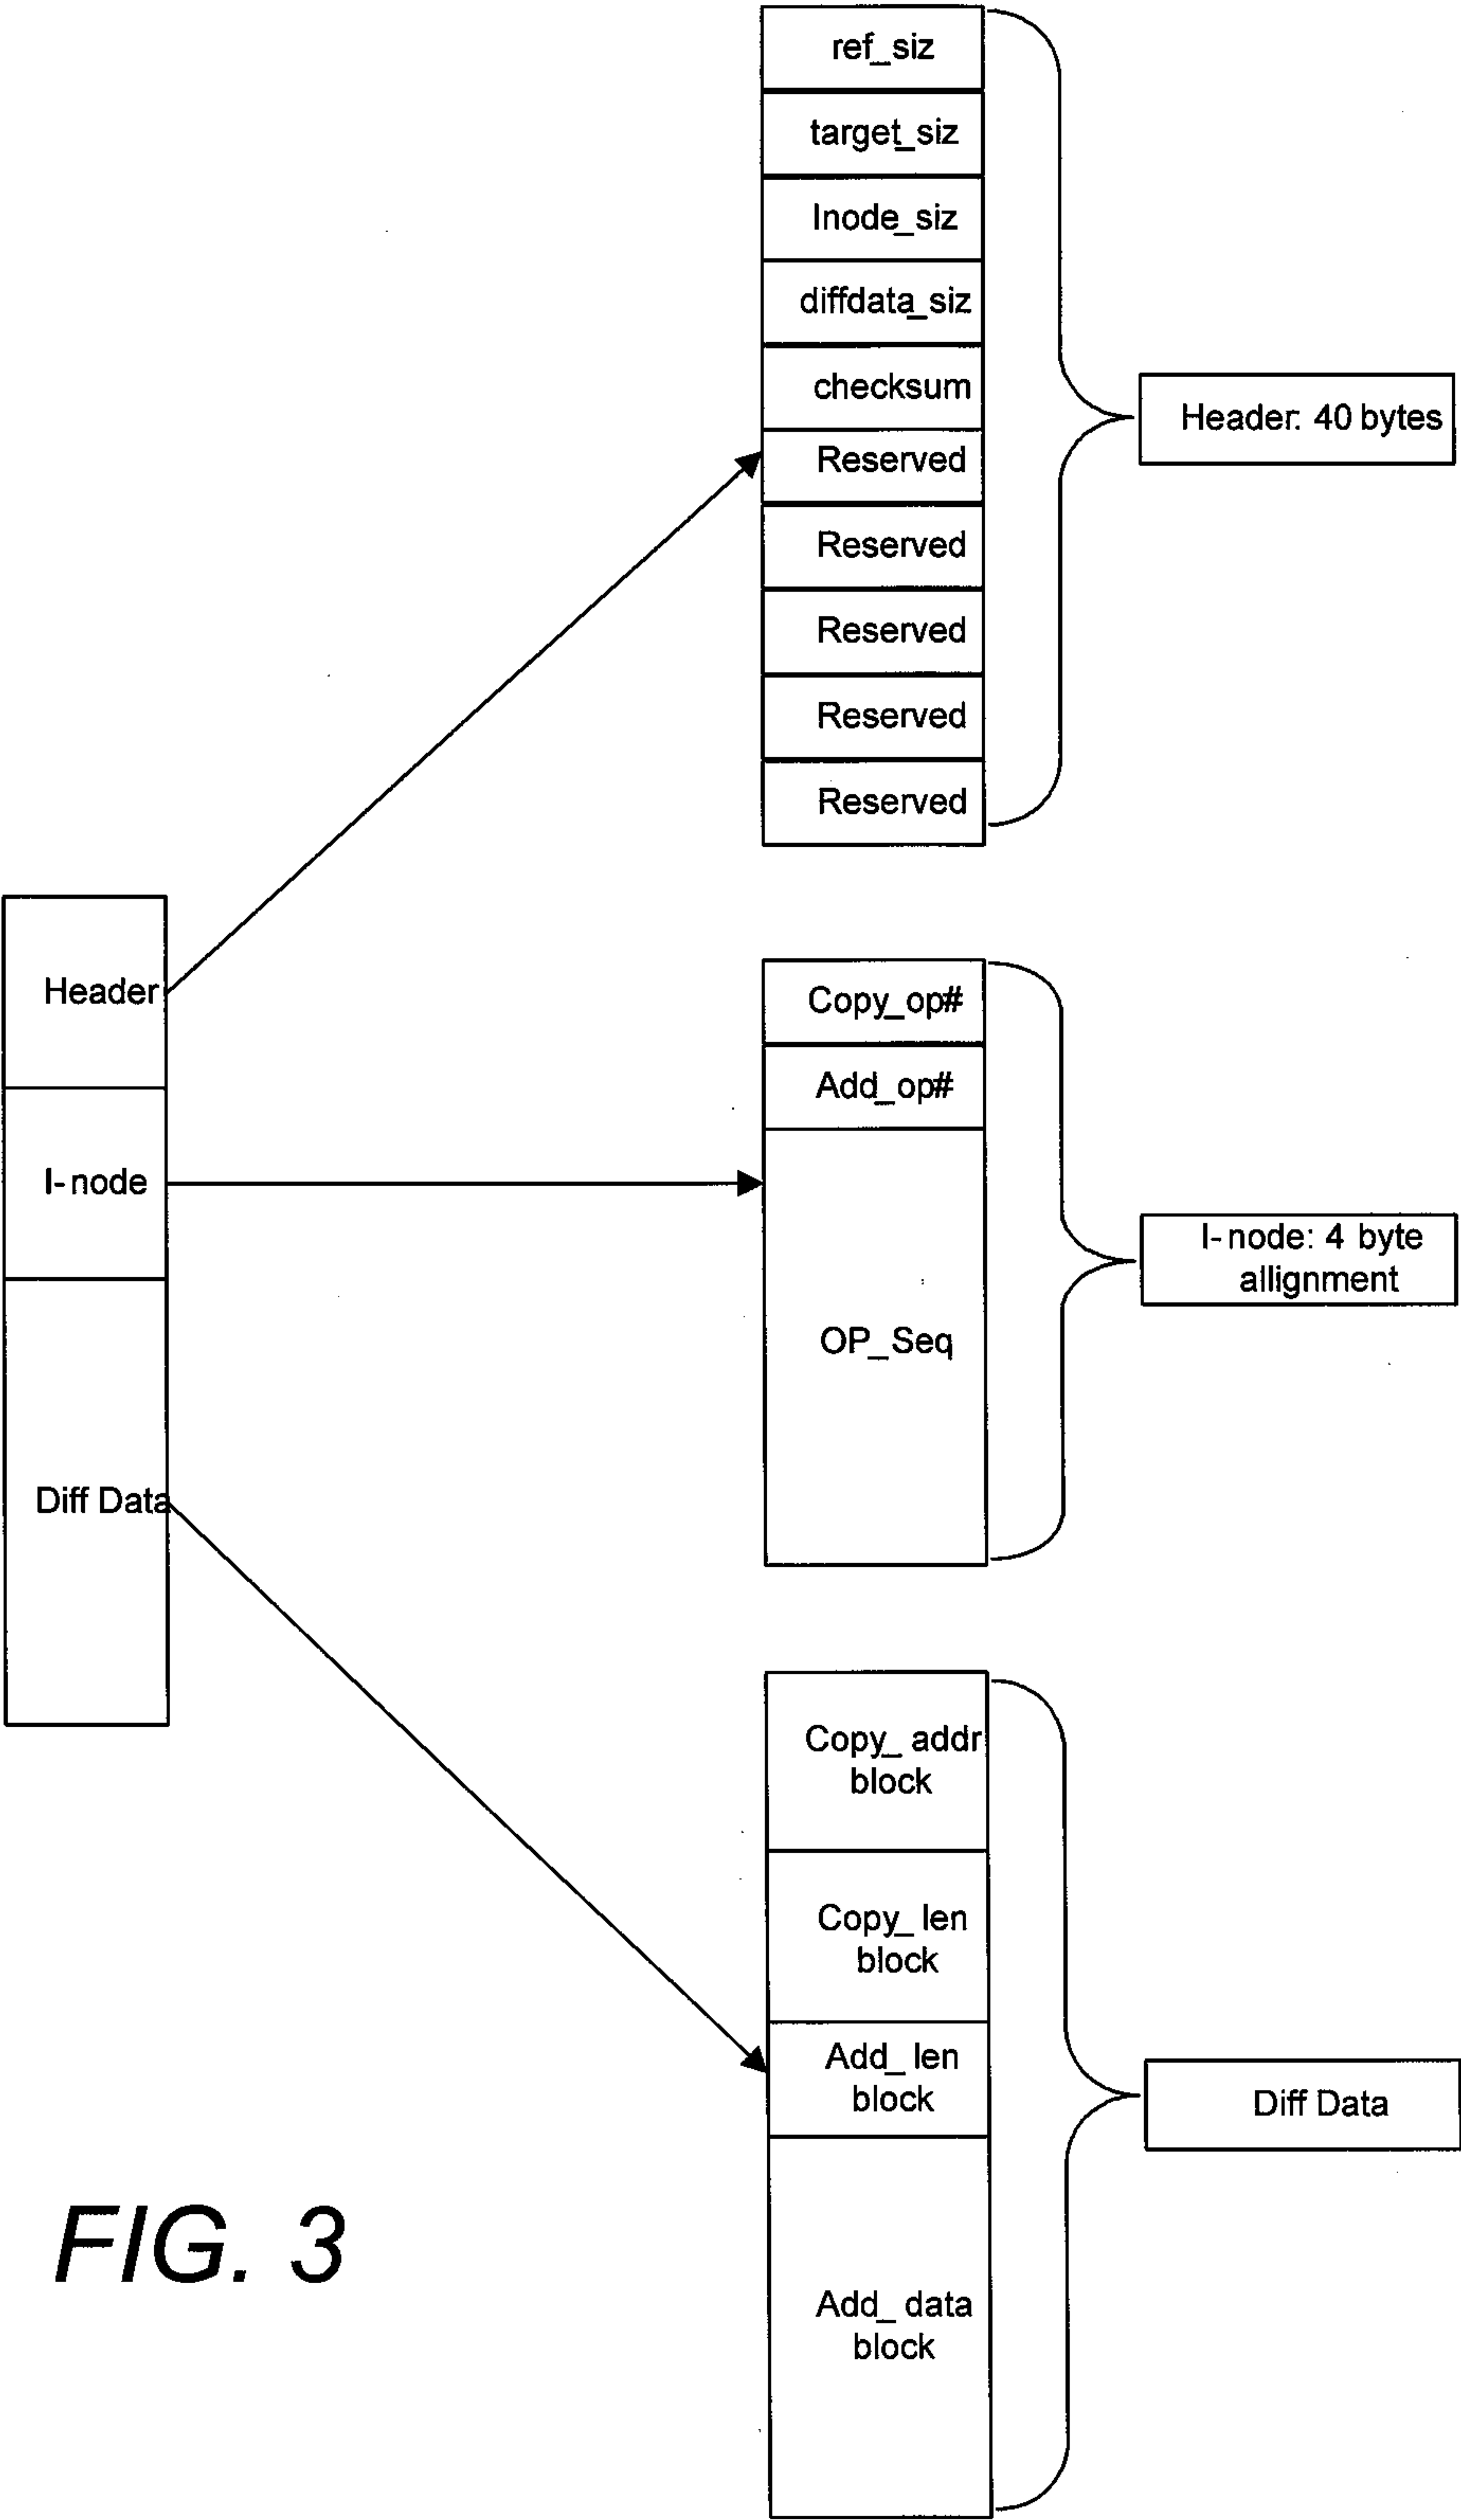 ref_siz
target_siz
Inode_siz
diffdata_siz
checksum
Reserved
Reserved
Reserved
Reserved
Reserved
Header: 40 bytes
Header
I-node
Diff Data
Copy_op#
Add_op#
OP_Seq
I-node: 4 byte
allignment
Copy_ addr
block
Copy_ len
block
Add_ len
block
Add_ data
block
Diff Data
FIG. 3